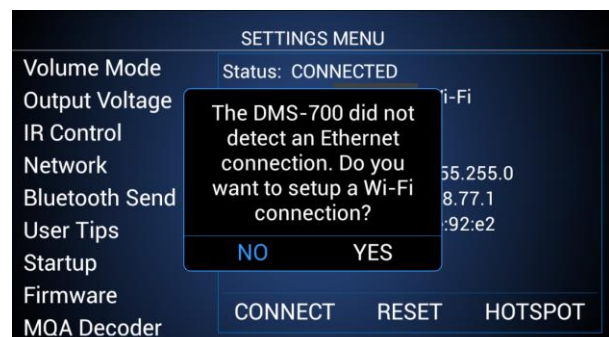 SETTINGS MENU
Volume Mode
Output Voltage
IR Control
Network
Bluetooth Send
User Tips
Startup
Firmware
MQA Decoder
Status: CONNECTED
i-Fi
55.255.0
8.77.1
:92:e2
The DMS-700 did not
detect an Ethernet
connection. Do you
want to setup a Wi-Fi
connection?
NO YES
CONNECT RESET HOTSPOT